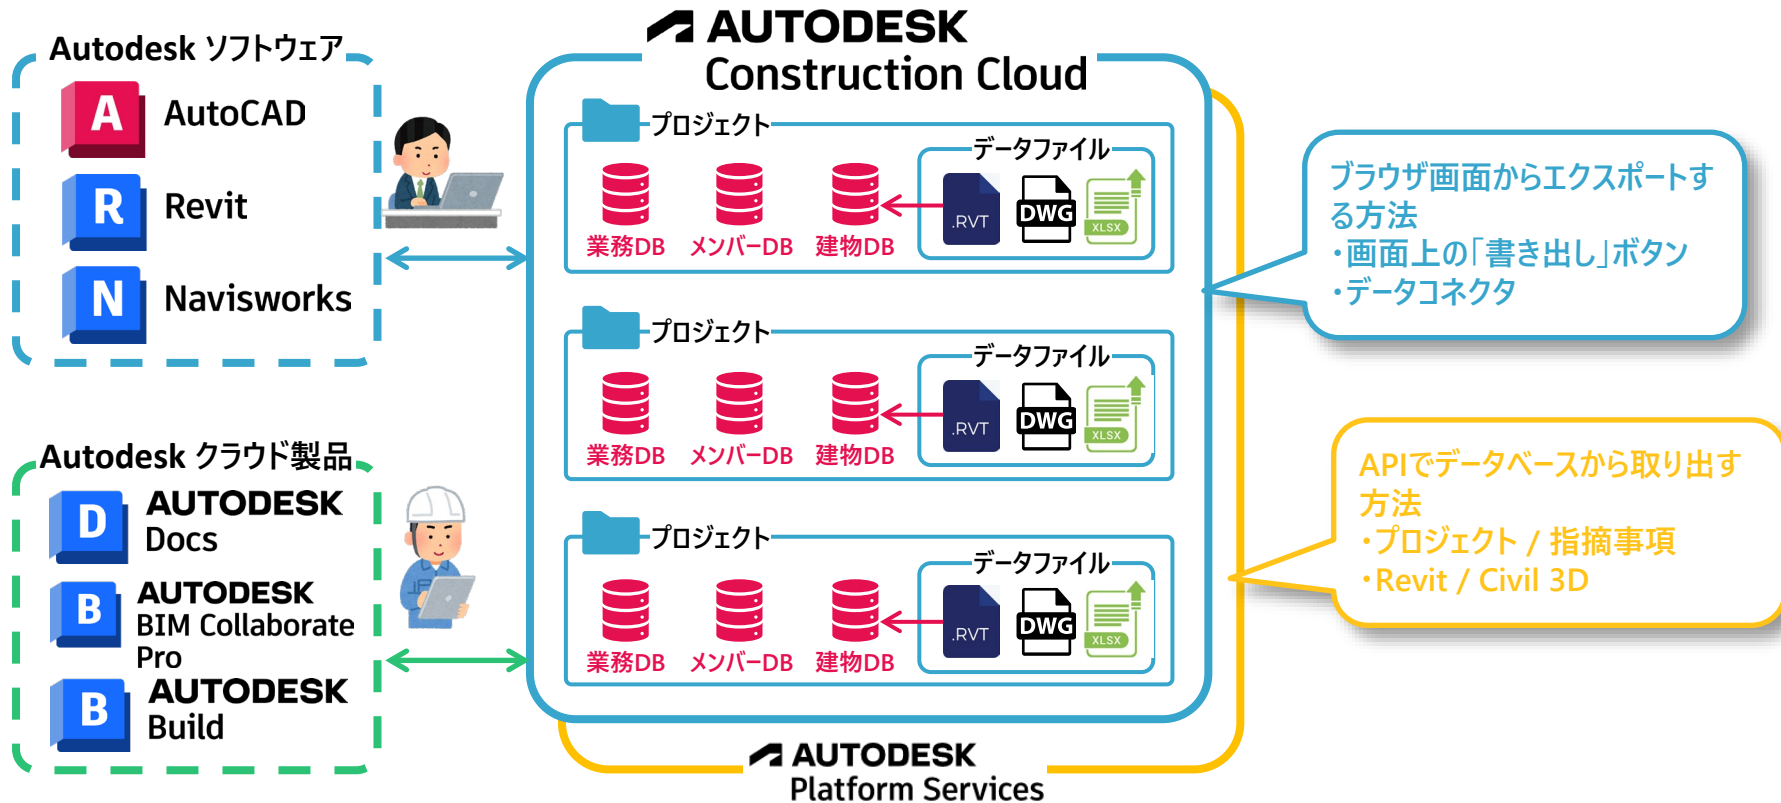 AUTODESK
Construction Cloud
Autodesk ソフトウェア
A AutoCAD
R Revit
N Navisworks
Autodesk クラウド製品
D AUTODESK
Docs
B AUTODESK
BIM Collaborate
Pro
B AUTODESK
Build
プロジェクト
データファイル
.RVT
DWG
XLSX
業務DB
メンバーDB
建物DB
プロジェクト
データファイル
.RVT
DWG
XLSX
業務DB
メンバーDB
建物DB
プロジェクト
データファイル
.RVT
DWG
XLSX
業務DB
メンバーDB
建物DB
AUTODESK
Platform Services
ブラウザ画面からエクスポートす
る方法
・画面上の「書き出し」ボタン
・データコネクタ
APIでデータベースから取り出す
方法
・プロジェクト / 指摘事項
・Revit / Civil 3D